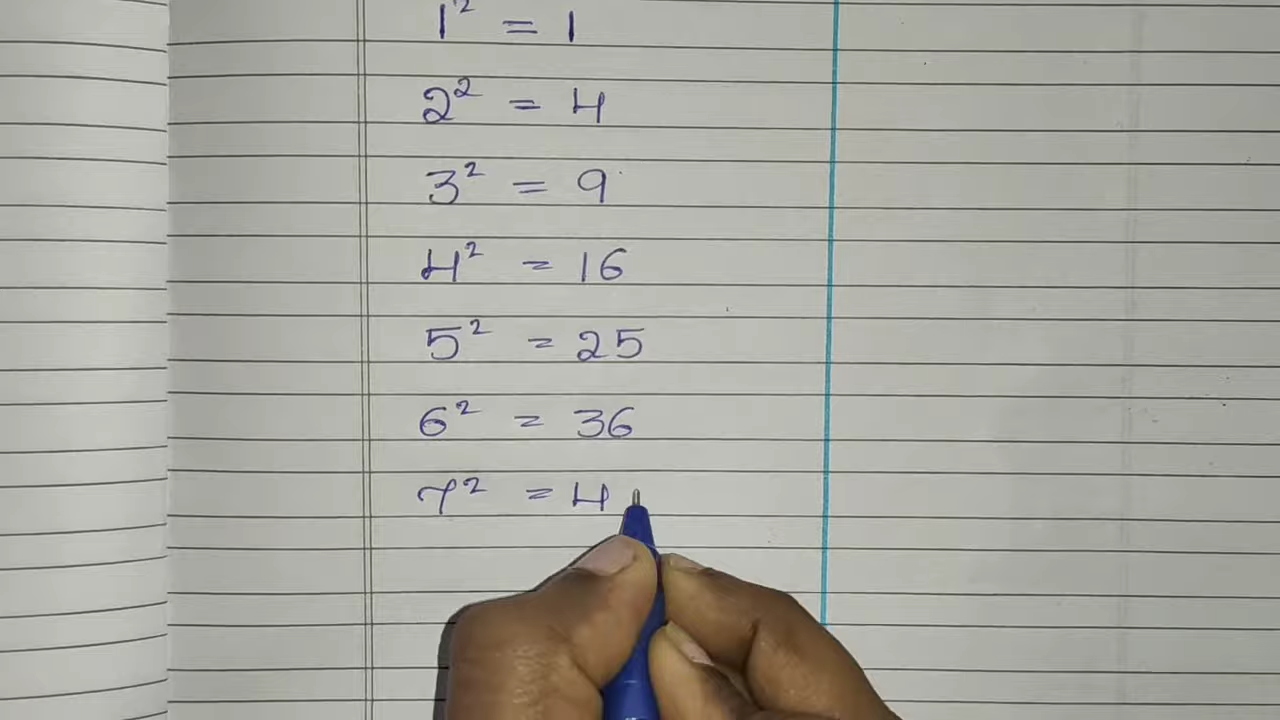 1² = 1
2² = 4
3² = 9
4² = 16
5² = 25
6² = 36
7² = 4